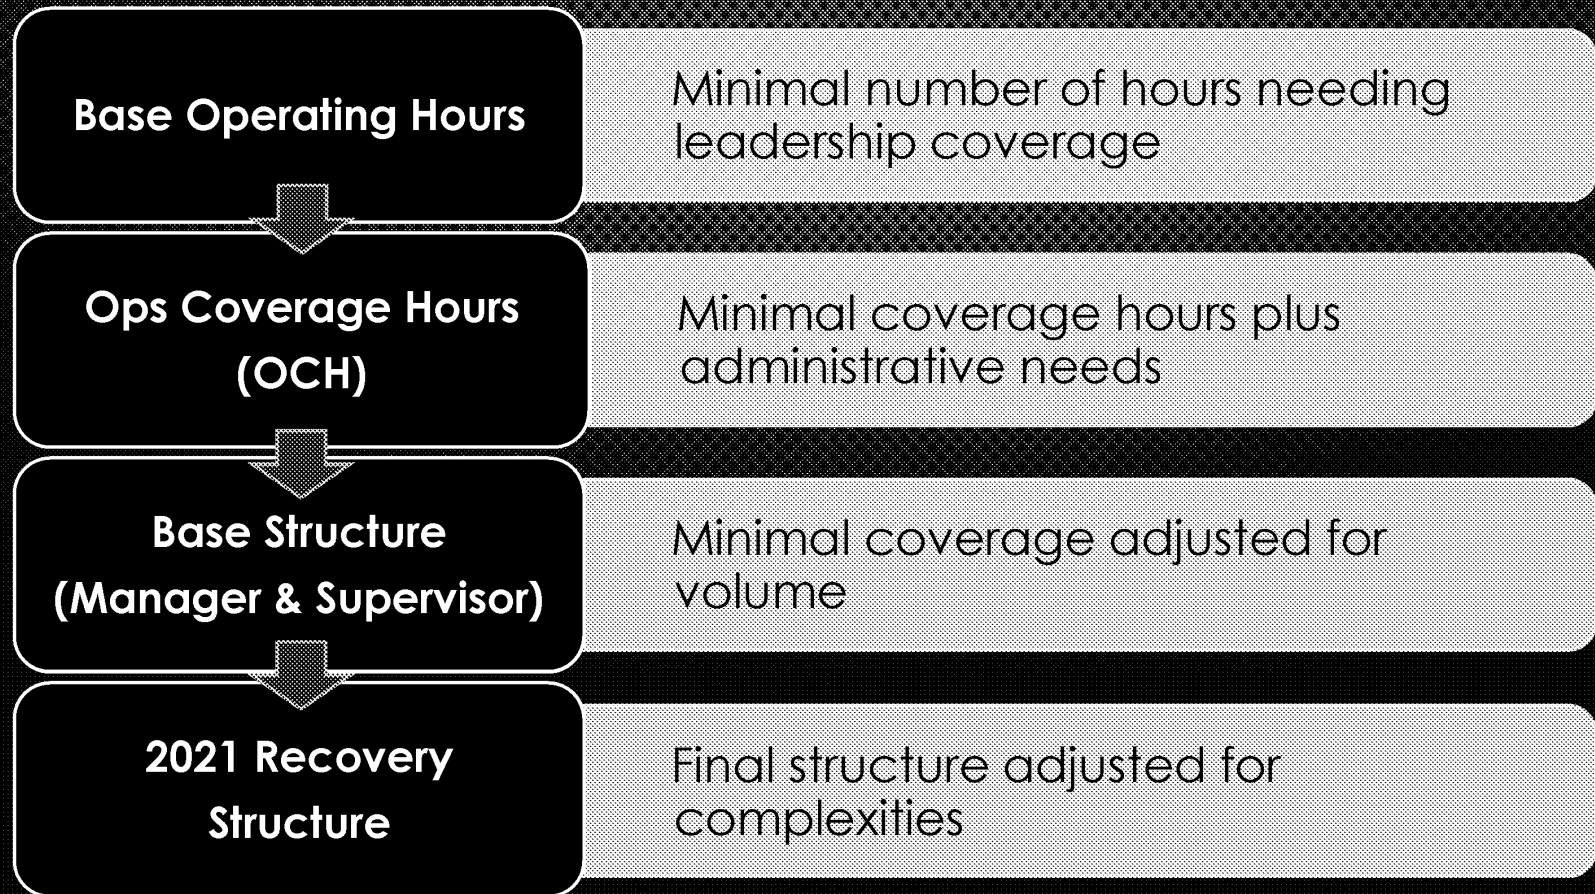 Base Operating Hours
Minimal number of hours needing
leadership coverage
Ops Coverage Hours
(OCH)
Minimal coverage hours plus
administrative needs
Base Structure
(Manager & Supervisor)
Minimal coverage adjusted for
volume
2021 Recovery
Structure
Final structure adjusted for
complexities